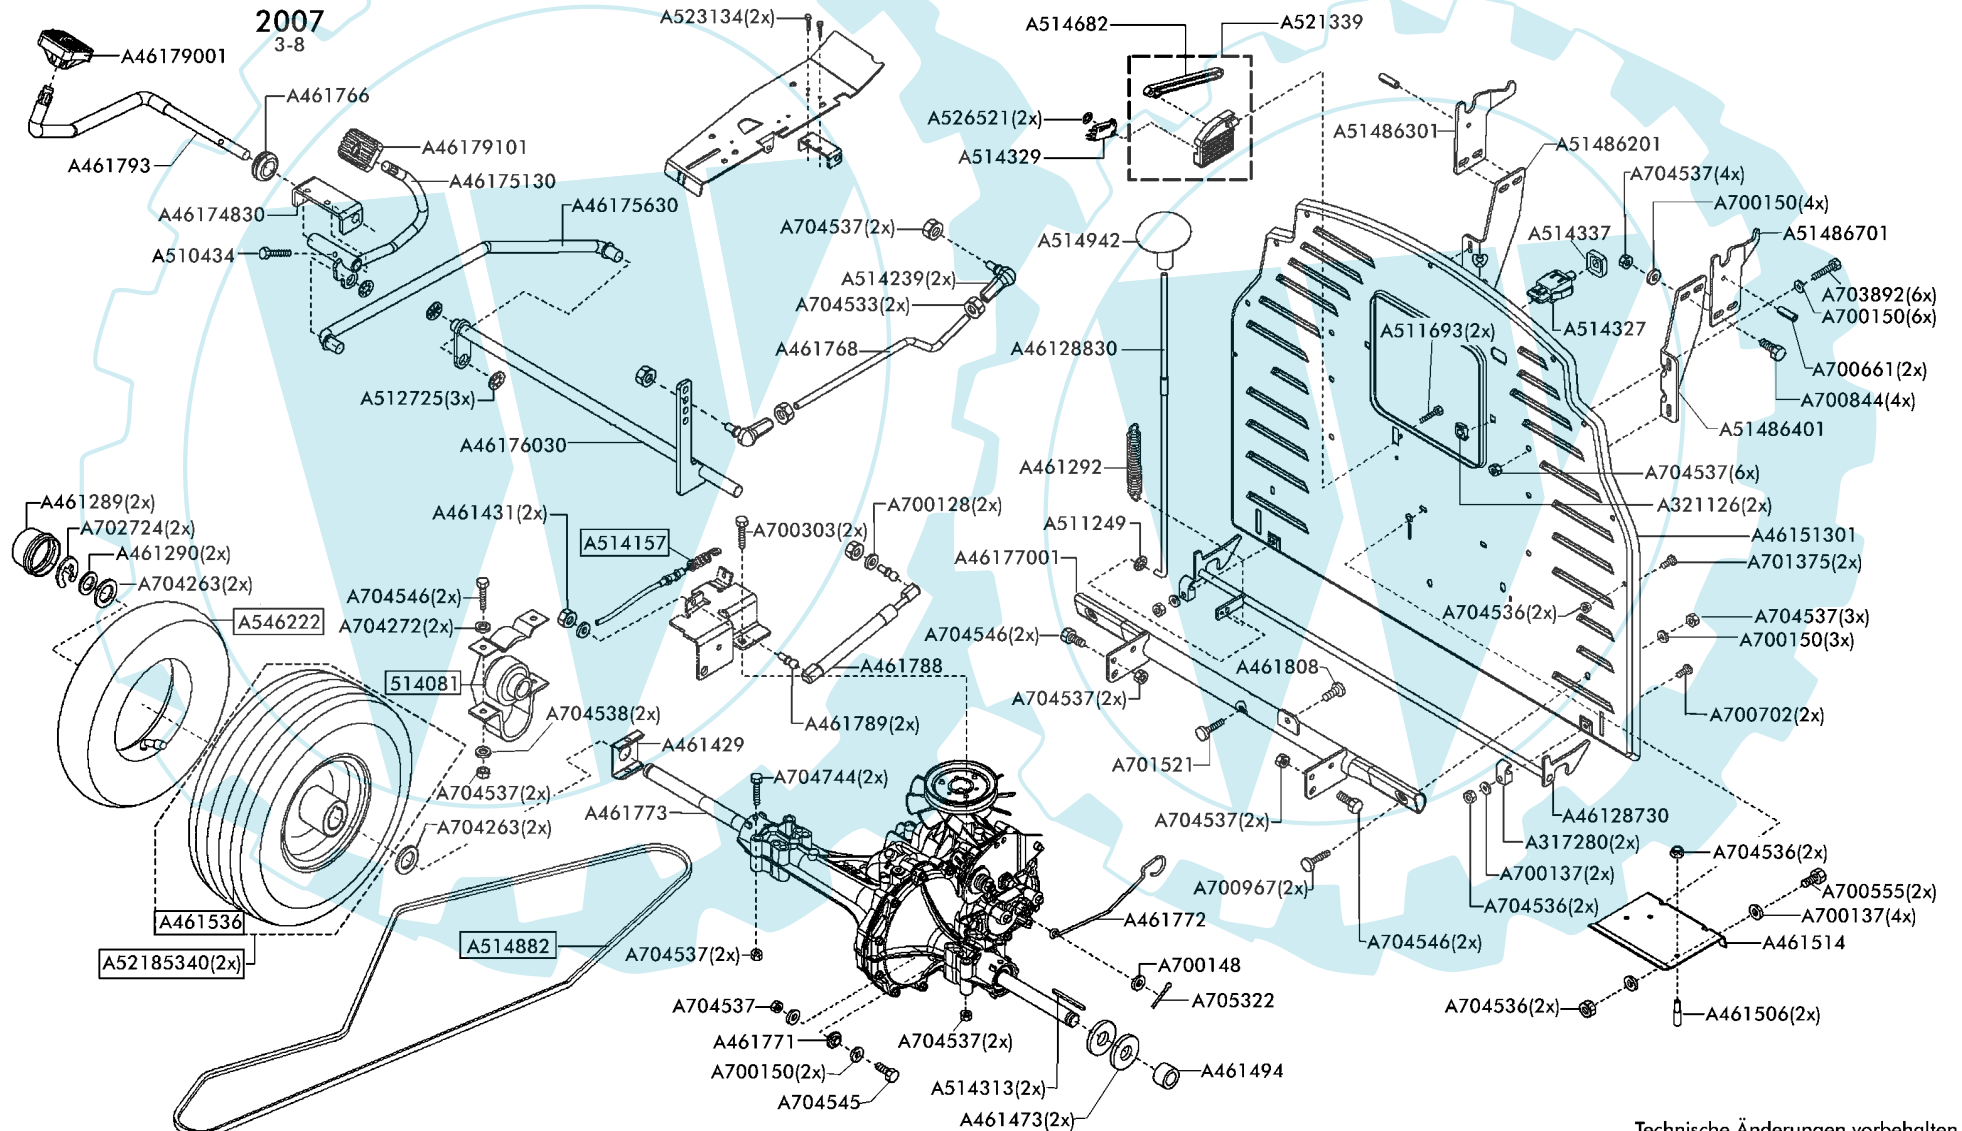 2007
3-8
A523134(2x)
A514682
A521339
A46179001
A461766
A46179101
A461793
A46175130
A46174830
A46175630
A510434
A526521(2x)
A514329
A51486301
A51486201
A704537(4x)
A700150(4x)
A704537(2x)
A514942
A514337
A51486701
A514239(2x)
A704533(2x)
A703892(6x)
A700150(6x)
A511693(2x)
A514327
A461768
A46128830
A700661(2x)
A512725(3x)
A700844(4x)
A51486401
A46176030
A461292
A704537(6x)
A461289(2x)
A702724(2x)
A461290(2x)
A704263(2x)
A461431(2x)
A700303(2x)
A700128(2x)
A321126(2x)
A511249
A514157
A46177001
A46151301
A701375(2x)
A704546(2x)
A704272(2x)
A546222
A704536(2x)
A704537(3x)
A700150(3x)
A704546(2x)
A461788
A461808
514081
A704537(2x)
A704538(2x)
A461789(2x)
A700702(2x)
A461429
A701521
A704744(2x)
A704537(2x)
A461773
A704263(2x)
A704537(2x)
A46128730
A317280(2x)
A704536(2x)
A700137(2x)
A700967(2x)
A700555(2x)
A704536(2x)
A700137(4x)
A461536
A461772
A514882
A704546(2x)
A461514
A52185340(2x)
A704537(2x)
A700148
A705322
A704537
A704536(2x)
A461506(2x)
A461771
A704537(2x)
A700150(2x)
A461494
A514313(2x)
A704545
A461473(2x)
Technische Änderungen vorbehalten